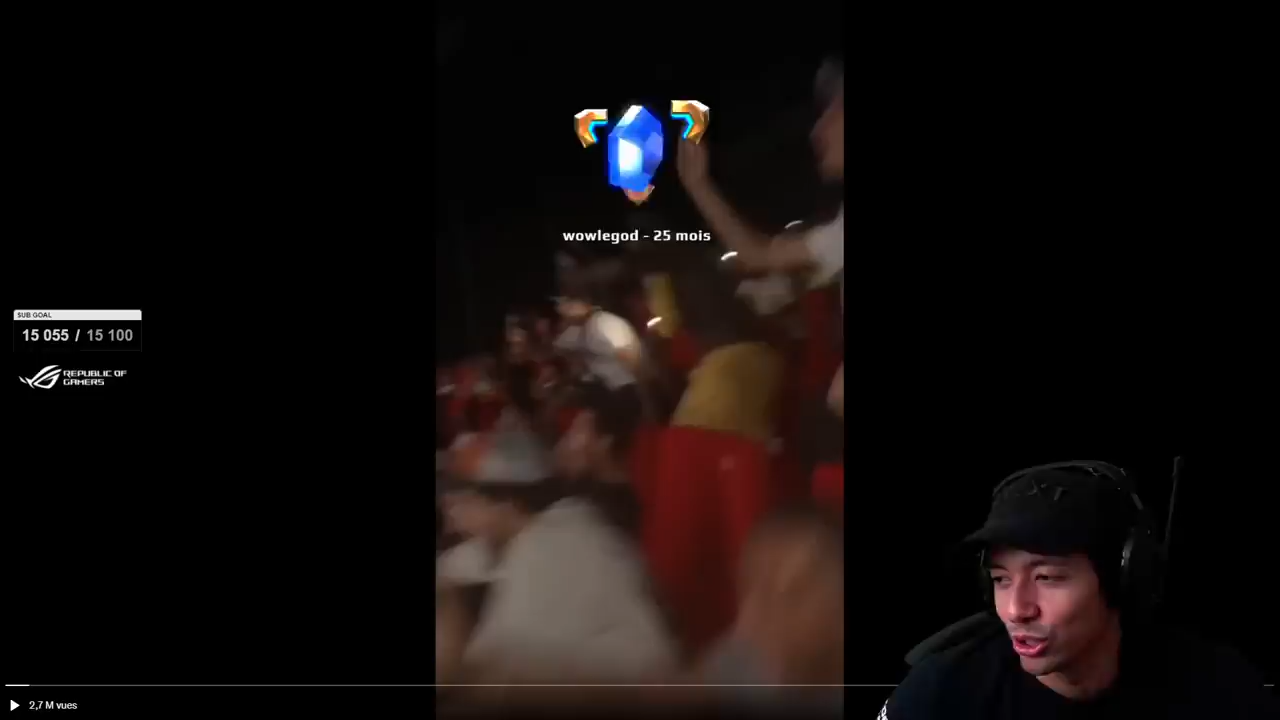 wowlegod - 25 mois
SUB GOAL
15 055 / 15 100
REPUBLIC OF
GAMERS
2,7 M vues